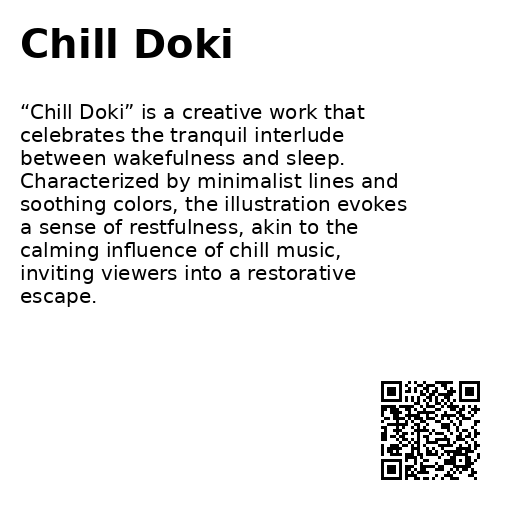 Chill Doki
“Chill Doki” is a creative work that
celebrates the tranquil interlude
between wakefulness and sleep.
Characterized by minimalist lines and
soothing colors, the illustration evokes
a sense of restfulness, akin to the
calming influence of chill music,
inviting viewers into a restorative
escape.